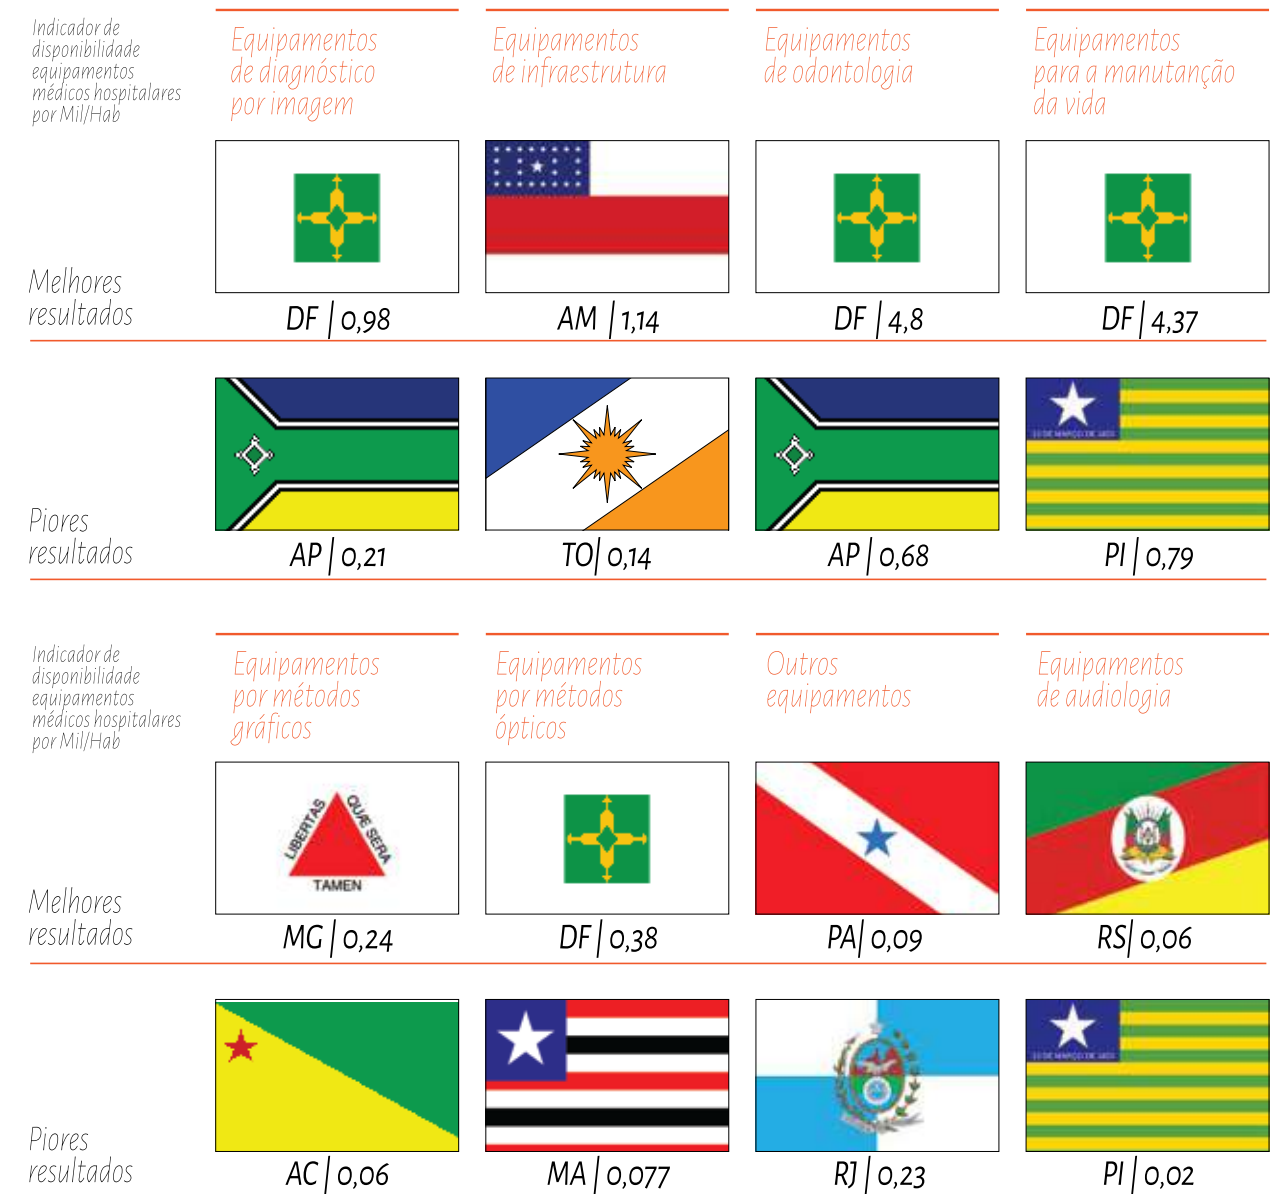 Indicador de
disponibilidade
equipamentos
médicos hospitalares
por Mil/Hab
Equipamentos
de diagnóstico
por imagem
Equipamentos
de infraestrutura
Equipamentos
de odontologia
Equipamentos
para a manutanção
da vida
Melhores
resultados
DF | 0,98
AM | 1,14
DF | 4,8
DF | 4,37
Piores
resultados
AP | 0,21
TO| 0,14
AP | 0,68
PI | 0,79
Indicador de
disponibilidade
equipamentos
médicos hospitalares
por Mil/Hab
Equipamentos
por métodos
gráficos
Equipamentos
por métodos
ópticos
Outros
equipamentos
Equipamentos
de audiologia
LIBERTAS
QUÆ SERA
TAMEN
Melhores
resultados
MG | 0,24
DF | 0,38
PA| 0,09
RS| 0,06
Piores
resultados
AC | 0,06
MA | 0,077
RJ | 0,23
PI | 0,02